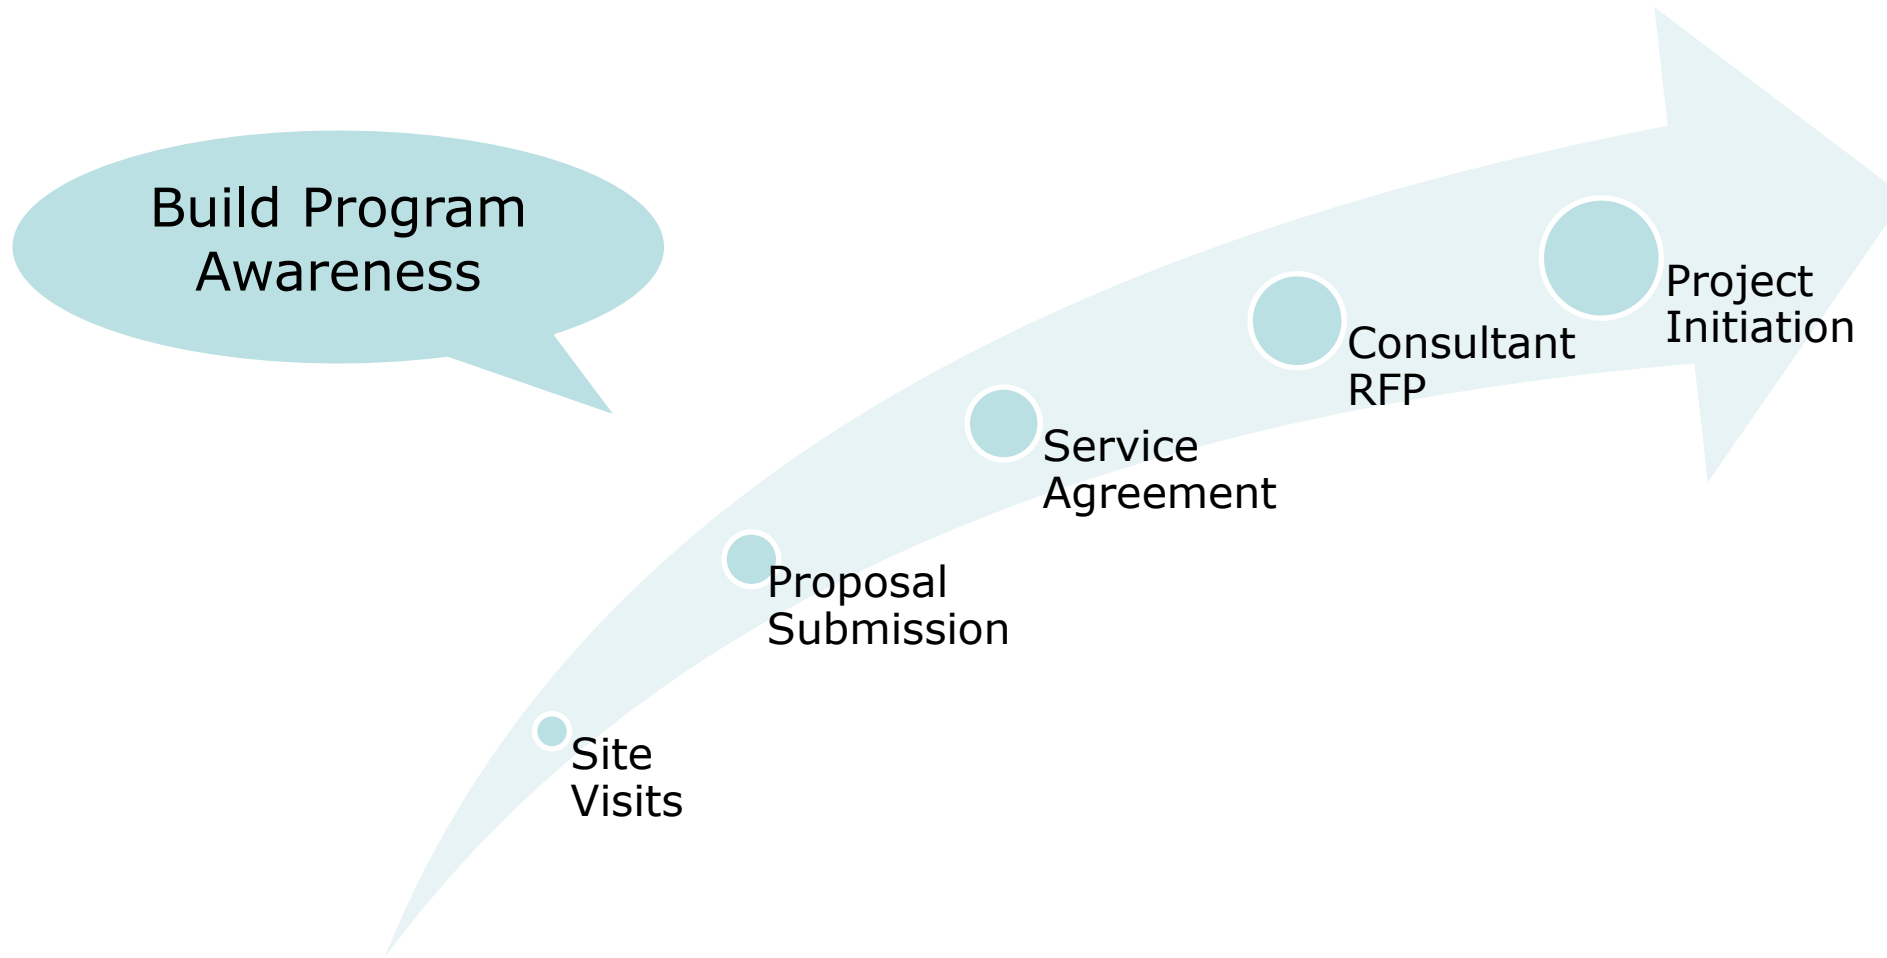 Build Program
Awareness
Site
Visits
Proposal
Submission
Service
Agreement
Consultant
RFP
Project
Initiation